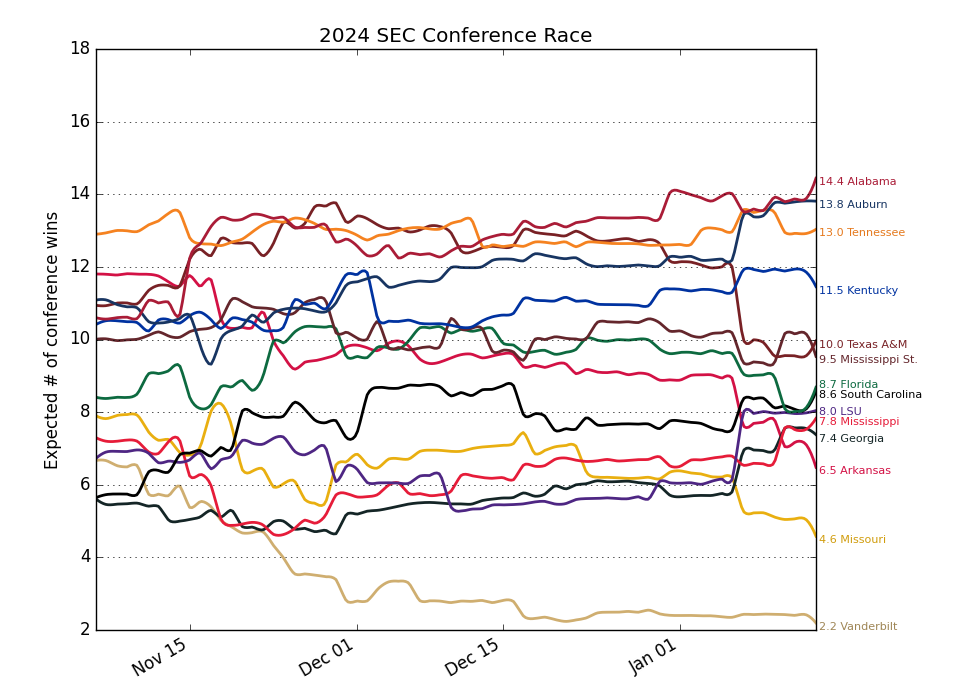 2024 SEC Conference Race
Expected # of conference wins
18
16
14
12
10
8
6
4
2
14.4 Alabama
13.8 Auburn
13.0 Tennessee
11.5 Kentucky
10.0 Texas A&M
9.5 Mississippi St.
8.7 Florida
8.6 South Carolina
8.0 LSU
7.8 Mississippi
7.4 Georgia
6.5 Arkansas
4.6 Missouri
2.2 Vanderbilt
Nov 15
Dec 01
Dec 15
Jan 01